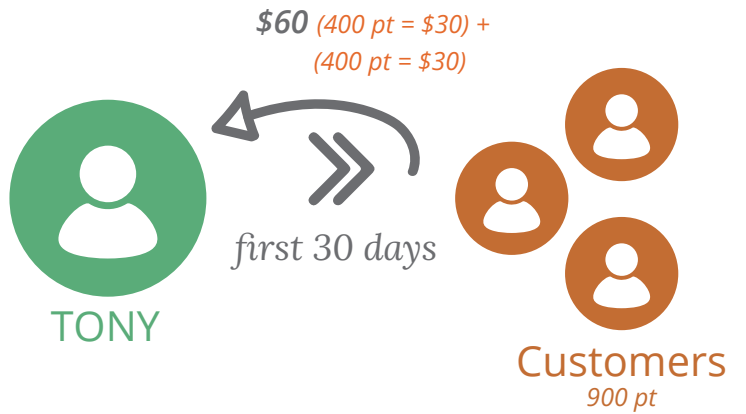 $60 (400 pt = $30) +
(400 pt = $30)
first 30 days
TONY
Customers
900 pt